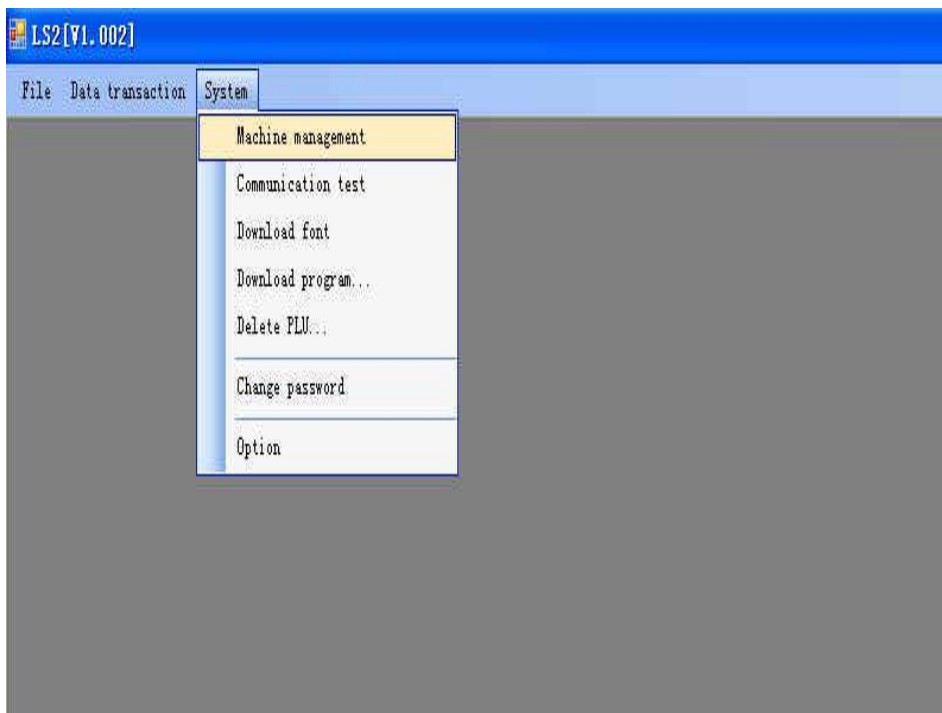 LS2[V1.002]
File Data transaction System
Machine management
Communication test
Download font
Download program...
Delete PLU...
Change password
Option